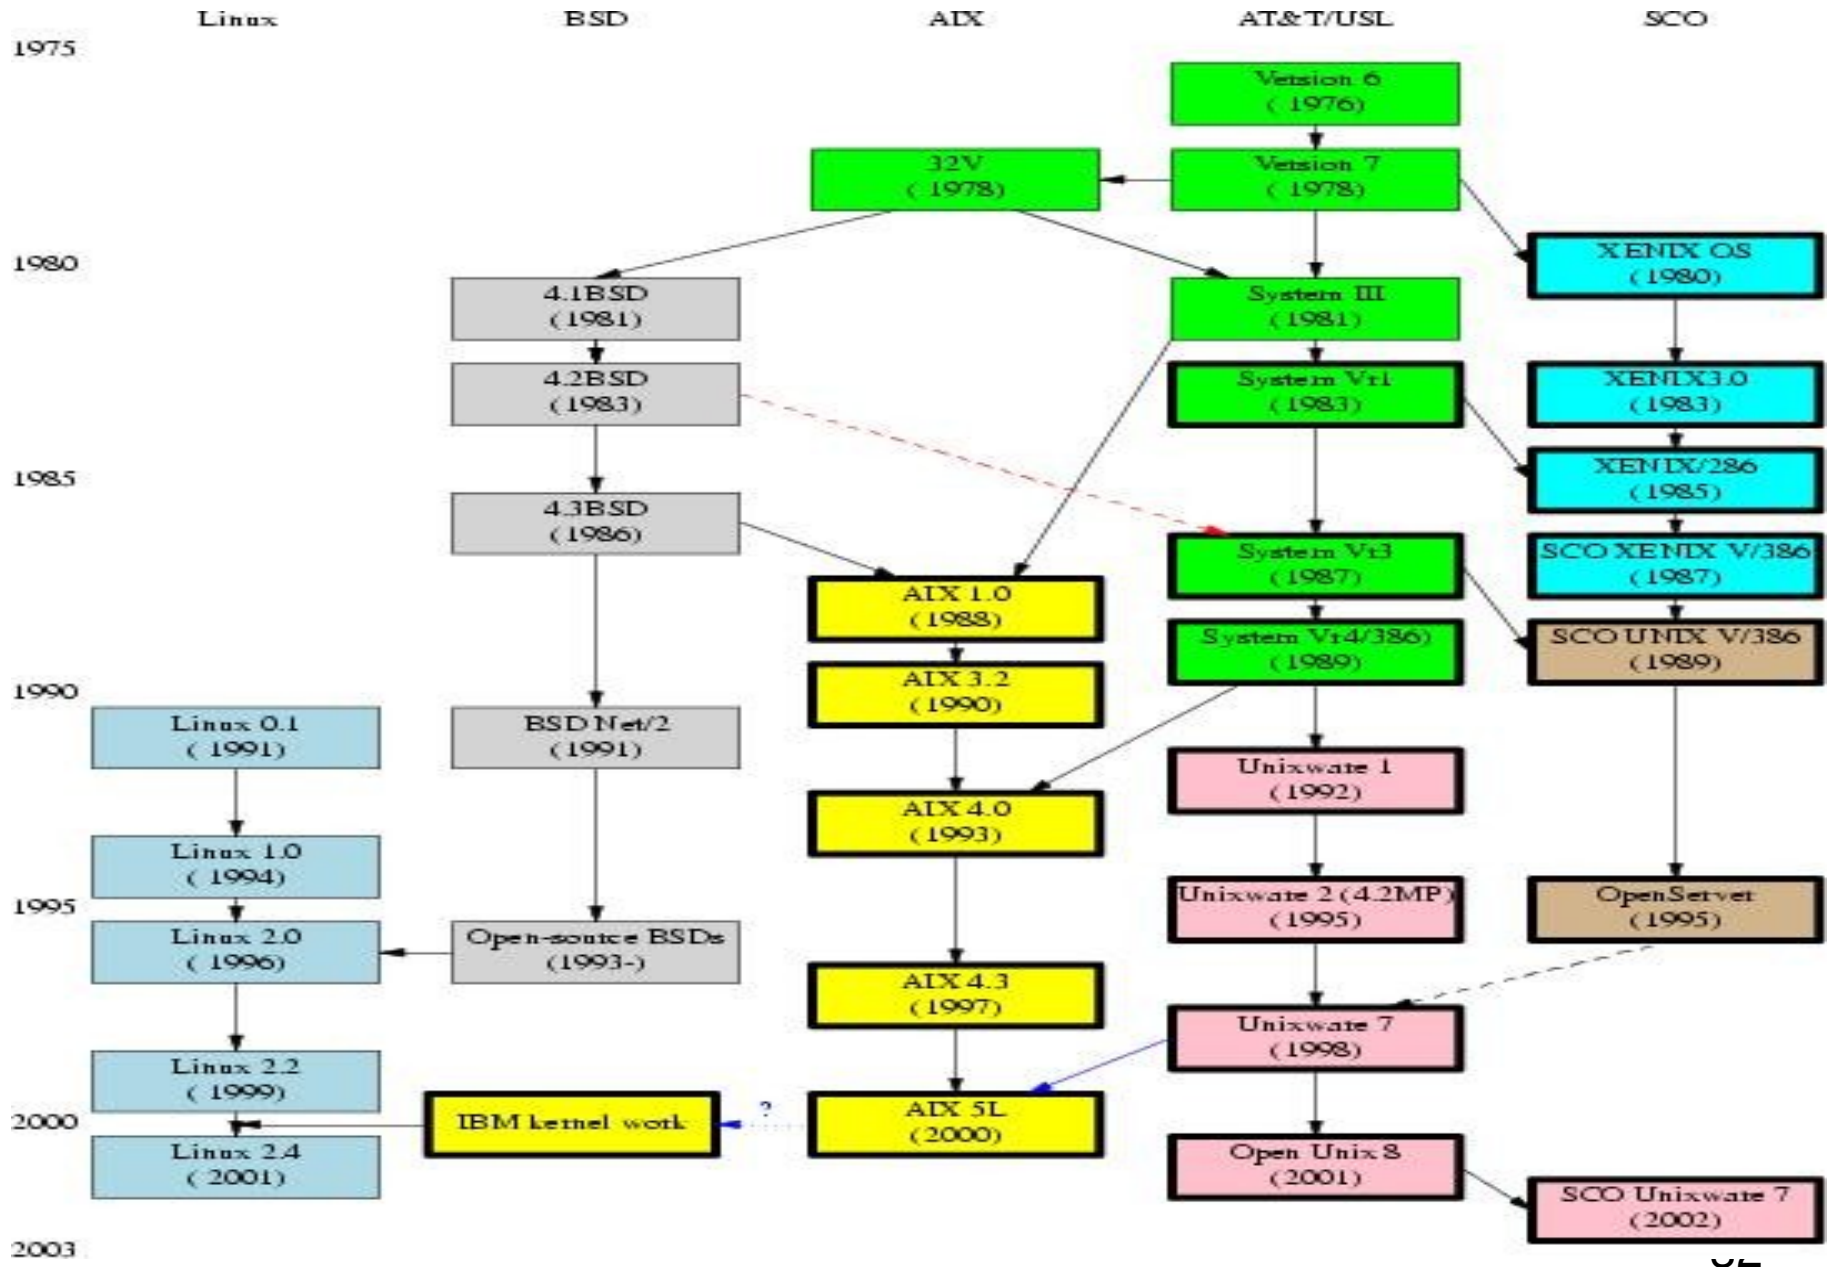 Linux BSD AIX AT&T/USL SCO
1975
Version 6
( 1976)
32V
( 1978)
Version 7
( 1978)
1980
XENIX OS
(1980)
4.1BSD
(1981)
System III
(1981)
4.2BSD
(1983)
System Vr1
(1983)
XENIX3.0
(1983)
1985
XENIX/286
(1985)
4.3BSD
(1986)
System Vr3
(1987)
SCO XENIX V/386
(1987)
AIX 1.0
(1988)
System Vr4/386)
(1989)
SCO UNIX V/386
(1989)
1990
AIX 3.2
(1990)
Linux 0.1
( 1991)
BSD Net/2
(1991)
Unixware 1
(1992)
AIX 4.0
(1993)
Linux 1.0
( 1994)
1995
Unixware 2 (4.2MP)
(1995)
OpenServer
(1995)
Linux 2.0
( 1996)
Open-source BSDs
(1993-)
AIX 4.3
(1997)
Unixware 7
(1998)
Linux 2.2
( 1999)
2000
IBM kernel work
?
AIX 5L
(2000)
Linux 2.4
( 2001)
Open Unix 8
(2001)
SCO Unixware 7
(2002)
2003